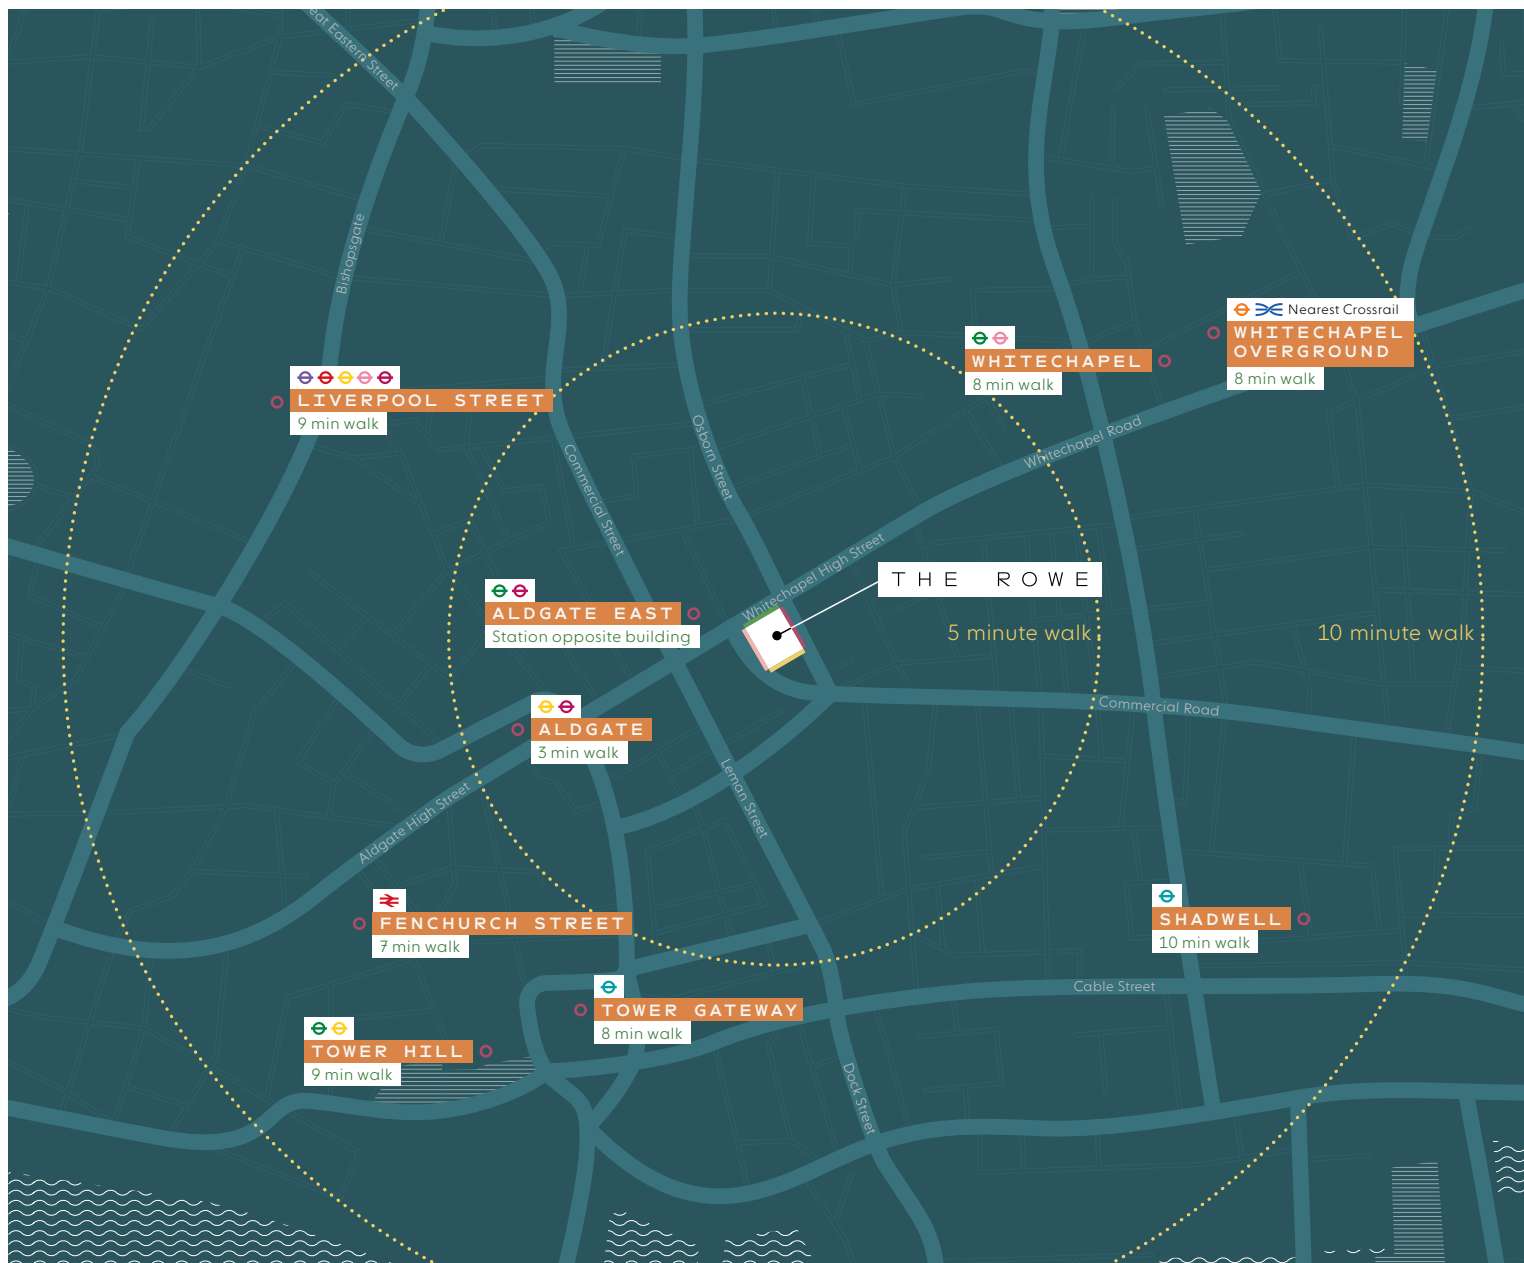 eat Eastern Street
Bishopsgate
Nearest Crossrail
WHITECHAPEL
OVERGROUND
8 min walk
WHITECHAPEL
8 min walk
LIVERPOOL STREET
9 min walk
Osborn Street
Whitechapel Road
Commercial Street
Whitechapel High Street
THE ROWE
ALDGATE EAST
Station opposite building
5 minute walk
10 minute walk
ALDGATE
3 min walk
Commercial Road
Leman Street
Aldgate High Street
FENCHURCH STREET
7 min walk
SHADWELL
10 min walk
TOWER GATEWAY
8 min walk
Cable Street
TOWER HILL
9 min walk
Dock Street